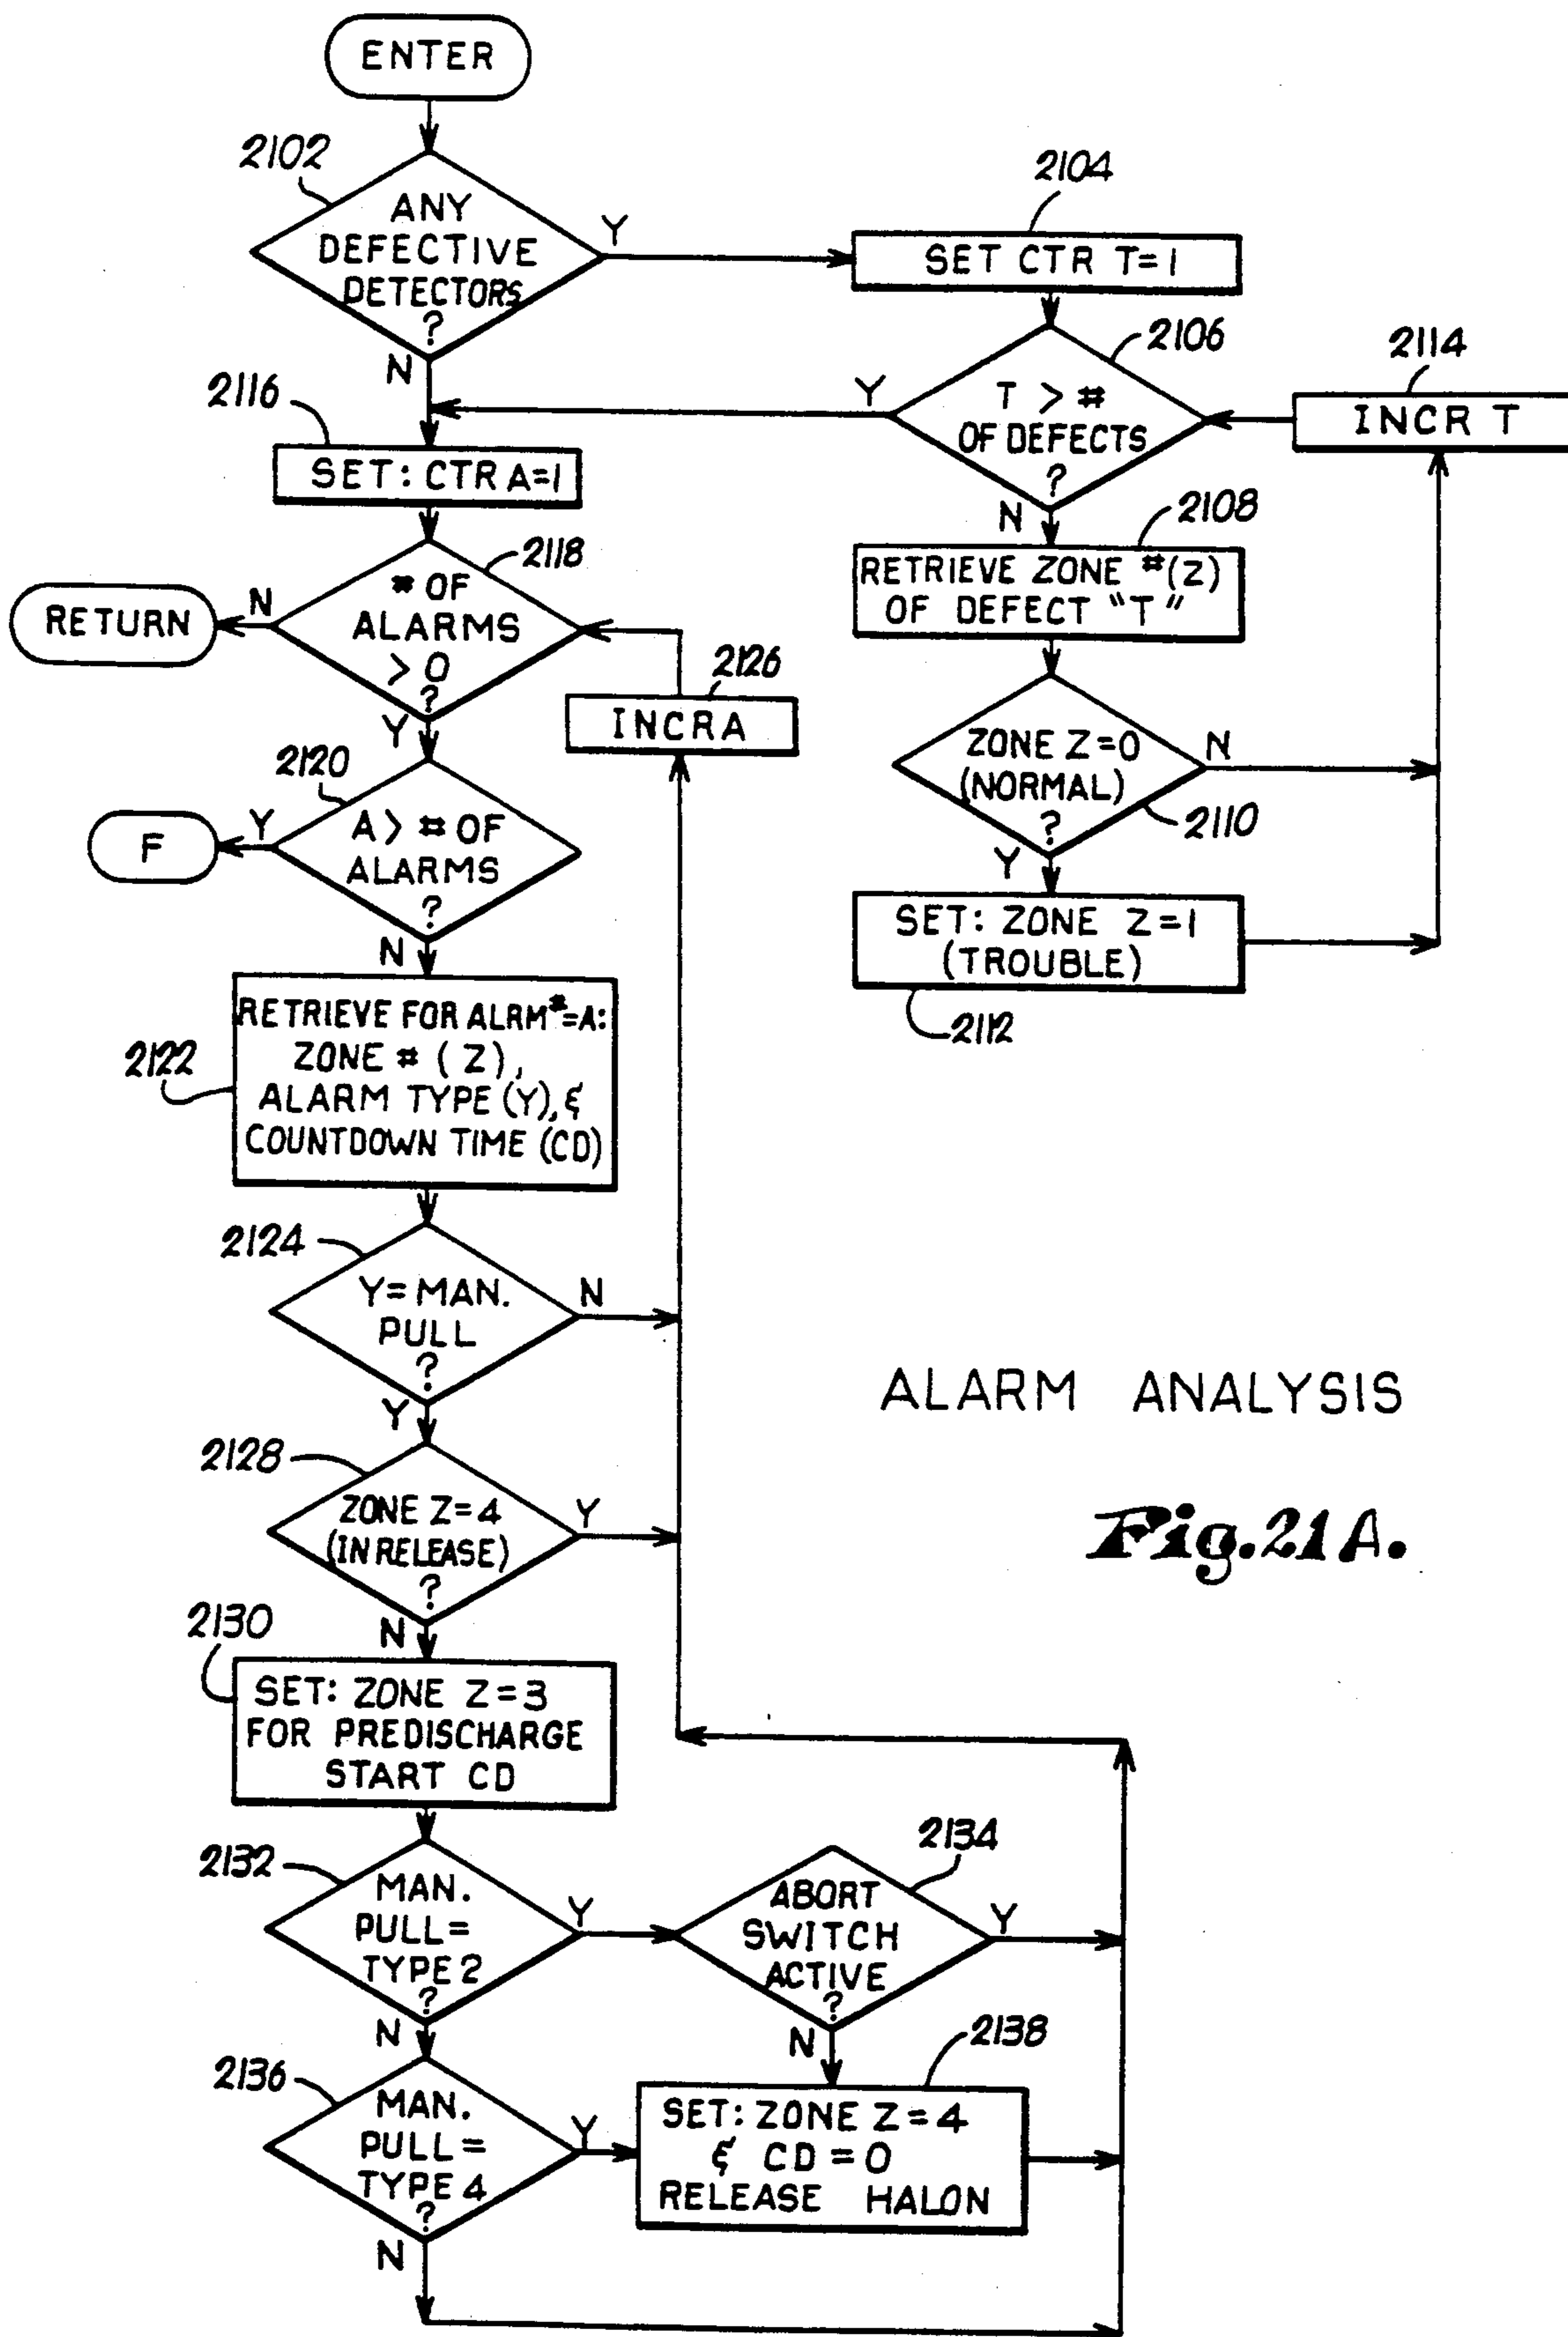 ENTER
2102
ANY
DEFECTIVE
DETECTORS
?
Y
N
2104
SET CTR T=1
2106
T > #
OF DEFECTS
?
Y
N
2114
INCR T
2108
RETRIEVE ZONE #(Z)
OF DEFECT "T"
ZONE Z=0
(NORMAL)
?
N
2110
Y
SET: ZONE Z=1
(TROUBLE)
2112
2116
SET: CTR A=1
2118
# OF
ALARMS
> 0
?
N
RETURN
Y
2126
INCRA
2120
A> # OF
ALARMS
?
Y
F
N
2122
RETRIEVE FOR ALRM#=A:
ZONE # (Z),
ALARM TYPE (Y), &
COUNTDOWN TIME (CD)
2124
Y=MAN.
PULL
?
N
Y
2128
ZONE Z=4
(IN RELEASE)
?
Y
N
2130
SET: ZONE Z=3
FOR PREDISCHARGE
START CD
2132
MAN.
PULL=
TYPE 2
?
Y
N
2134
ABORT
SWITCH
ACTIVE
?
Y
N
2136
MAN.
PULL=
TYPE 4
?
Y
N
2138
SET: ZONE Z=4
& CD=0
RELEASE HALON
ALARM ANALYSIS
Fig.21A.